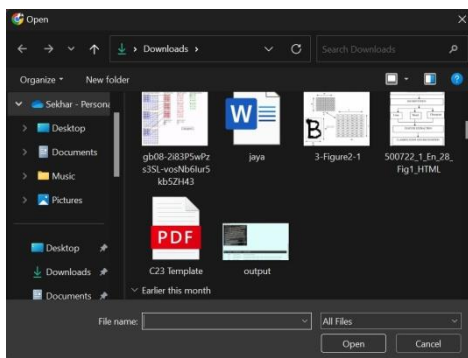 Open
Downloads
Search Downloads
Organize
New folder
Sekhar - Persona
Desktop
Documents
Music
Pictures
Desktop
Downloads
Documents
gb08-2i83P5wPz
s3SL-vosNb6Iur5
kb5ZH43
jaya
3-Figure2-1
500722_1_En_28_
Fig1_HTML
W
B
PDF
C23 Template
output
Earlier this month
File name:
All Files
Open
Cancel